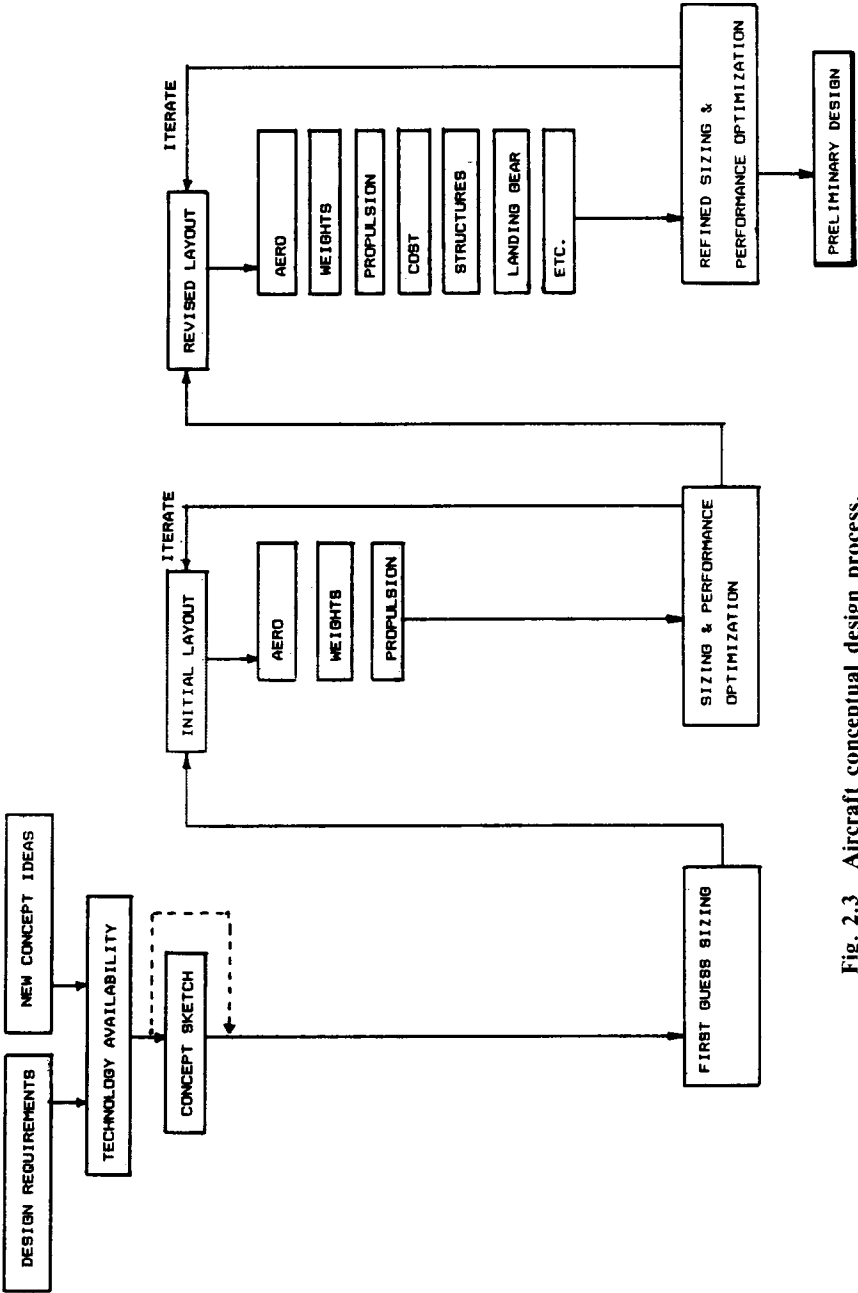 DESIGN REQUIREMENTS
NEW CONCEPT IDEAS
TECHNOLOGY AVAILABILITY
CONCEPT SKETCH
FIRST GUESS SIZING
INITIAL LAYOUT
ITERATE
AERO
WEIGHTS
PROPULSION
SIZING & PERFORMANCE
OPTIMIZATION
REVISED LAYOUT
ITERATE
AERO
WEIGHTS
PROPULSION
COST
STRUCTURES
LANDING GEAR
ETC.
REFINED SIZING &
PERFORMANCE OPTIMIZATION
PRELIMINARY DESIGN
Fig. 2.3 Aircraft conceptual design process.